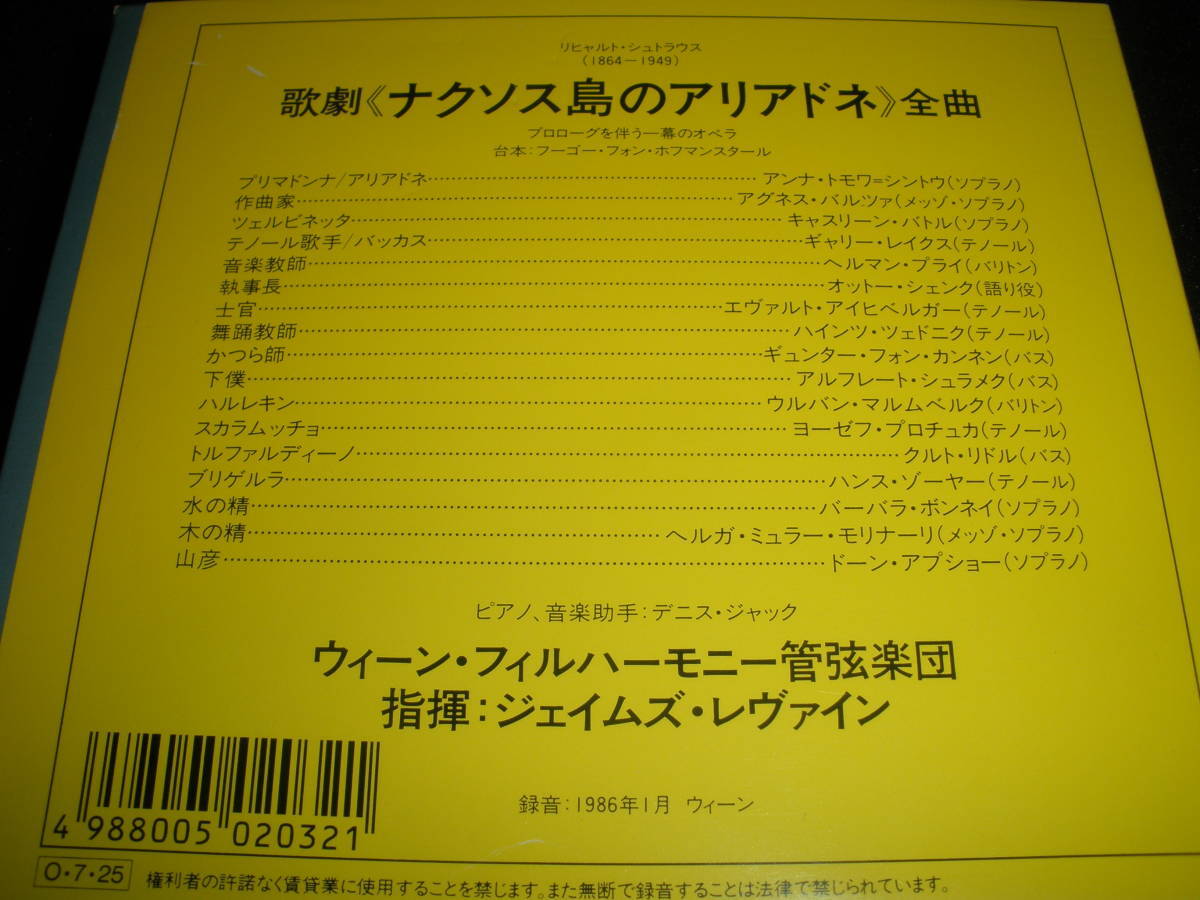 リヒャルト・シュトラウス
(1864—1949)
歌劇《ナクソス島のアリアドネ》全曲
プロローグを伴う一幕のオペラ
台本：フーゴー・フォン・ホフマンスタール
プリマドンナ/アリアドネ…………アンナ・トモワ=シントウ(ソプラノ)
作曲家…………アグネス・バルツァ(メッゾ・ソプラノ)
ツェルビネッタ…………キャスリーン・バトル(ソプラノ)
テノール歌手/バッカス…………ギャリー・レイクス(テノール)
音楽教師…………ヘルマン・プライ(バリトン)
執事長…………オットー・シェンク(語り役)
士官…………エヴァルト・アイヒベルガー(テノール)
舞踊教師…………ハインツ・ツェドニク(テノール)
かつら師…………ギュンター・フォン・カンネン(バス)
下僕…………アルフレート・シュラメク(バス)
ハルレキン…………ウルバン・マルムベルク(バリトン)
スカラムッチョ…………ヨーゼフ・プロチュカ(テノール)
トルファルディーノ…………クルト・リドル(バス)
ブリゲルラ…………ハンス・ゾーヤー(テノール)
水の精…………バーバラ・ボンネイ(ソプラノ)
木の精…………ヘルガ・ミュラー・モリナーリ(メッゾ・ソプラノ)
山彦…………ドーン・アプショー(ソプラノ)
ピアノ、音楽助手：デニス・ジャック
ウィーン・フィルハーモニー管弦楽団
指揮：ジェイムズ・レヴァイン
録音：1986年1月 ウィーン
4 988005 020321
O・7・25
権利者の許諾なく賃貸業に使用することを禁じます。また無断で録音することは法律で禁じられています。